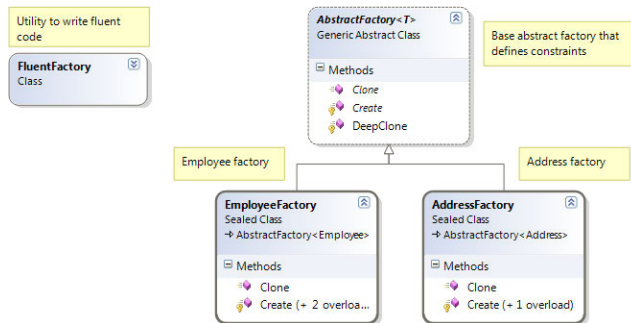 Utility to write fluent
code
FluentFactory
Class
AbstractFactory<T>
Generic Abstract Class
Methods
Clone
Create
DeepClone
Base abstract factory that
defines constraints
Employee factory
Address factory
EmployeeFactory
Sealed Class
AbstractFactory<Employee>
Methods
Clone
Create (+ 2 overloa...
AddressFactory
Sealed Class
AbstractFactory<Address>
Methods
Clone
Create (+ 1 overload)